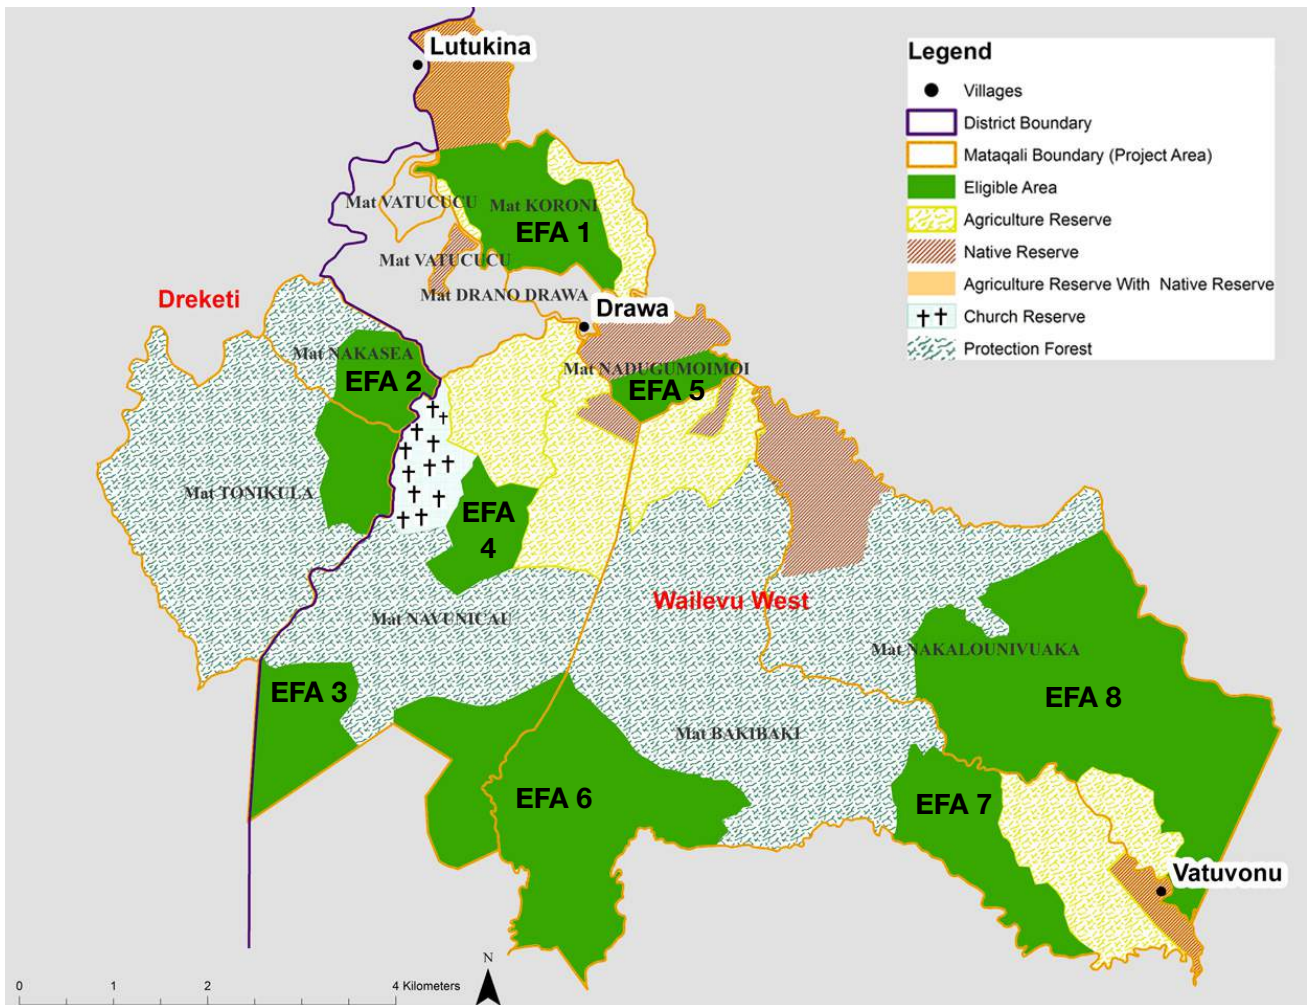 Lutukina
Legend
Villages
District Boundary
Mataqali Boundary (Project Area)
Eligible Area
Agriculture Reserve
Native Reserve
Agriculture Reserve With Native Reserve
Church Reserve
Protection Forest
Mat VATUCUCU
Mat KORONI
EFA 1
Mat VATUCUCU
Mat DRANO DRAWA
Dreketi
Drawa
Mat NAKASEA
EFA 2
Mat NADUGUMOIMOI
EFA 5
Mat TONIKULA
EFA
4
Wailevu West
Mat NAVUNICAU
Mat NAKALOUNIVUAKA
EFA 3
EFA 8
Mat BAKIBAKI
EFA 6
EFA 7
Vatuvonu
N
0 1 2 4 Kilometers